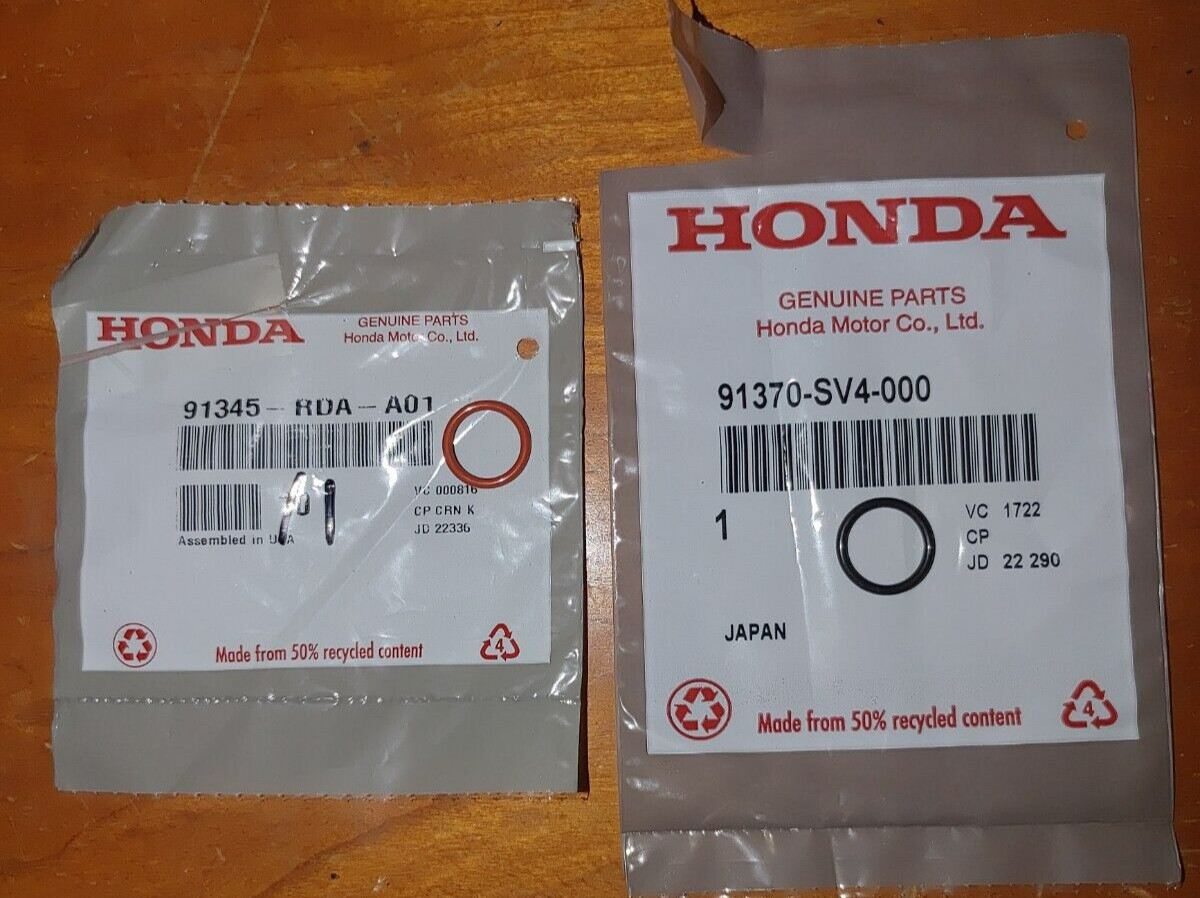 HONDA
GENUINE PARTS
Honda Motor Co., Ltd.
91345-RDA-A01
VC 000816
CP CRN K
JD 22336
Assembled in USA
Made from 50% recycled content
4
HONDA
GENUINE PARTS
Honda Motor Co., Ltd.
91370-SV4-000
1
VC 1722
CP
JD 22 290
JAPAN
Made from 50% recycled content
4